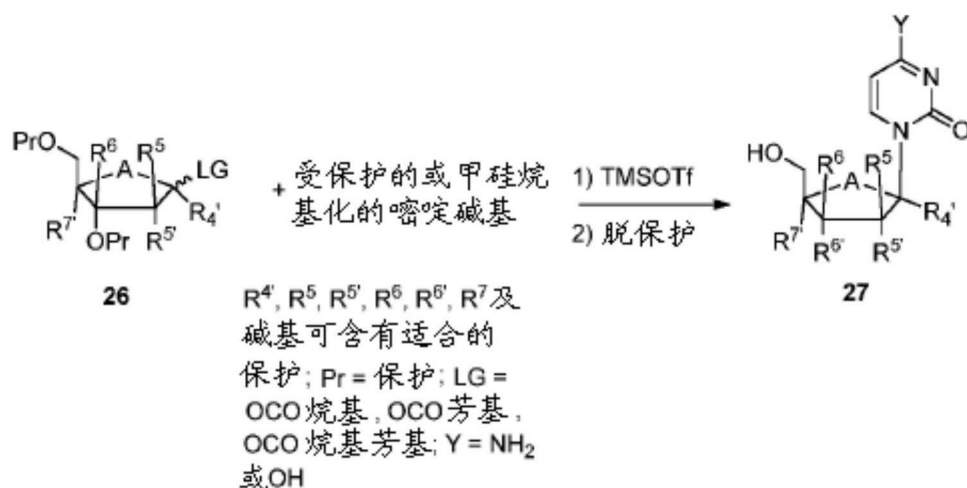 Y
N
N
O
PrO
R⁶
R⁵
A
LG
R₄'
R⁷'
OPr
R⁵'
26
+ 受保护的或甲硅烷
基化的嘧啶碱基
1) TMSOTf
2) 脱保护
HO
R⁶
R⁵
A
R₄'
R⁷'
R⁶'
R⁵'
27
R⁴', R⁵, R⁵', R⁶, R⁶', R⁷及
碱基可含有适合的
保护; Pr = 保护; LG =
OCO烷基, OCO芳基,
OCO烷基芳基; Y = NH₂
或OH